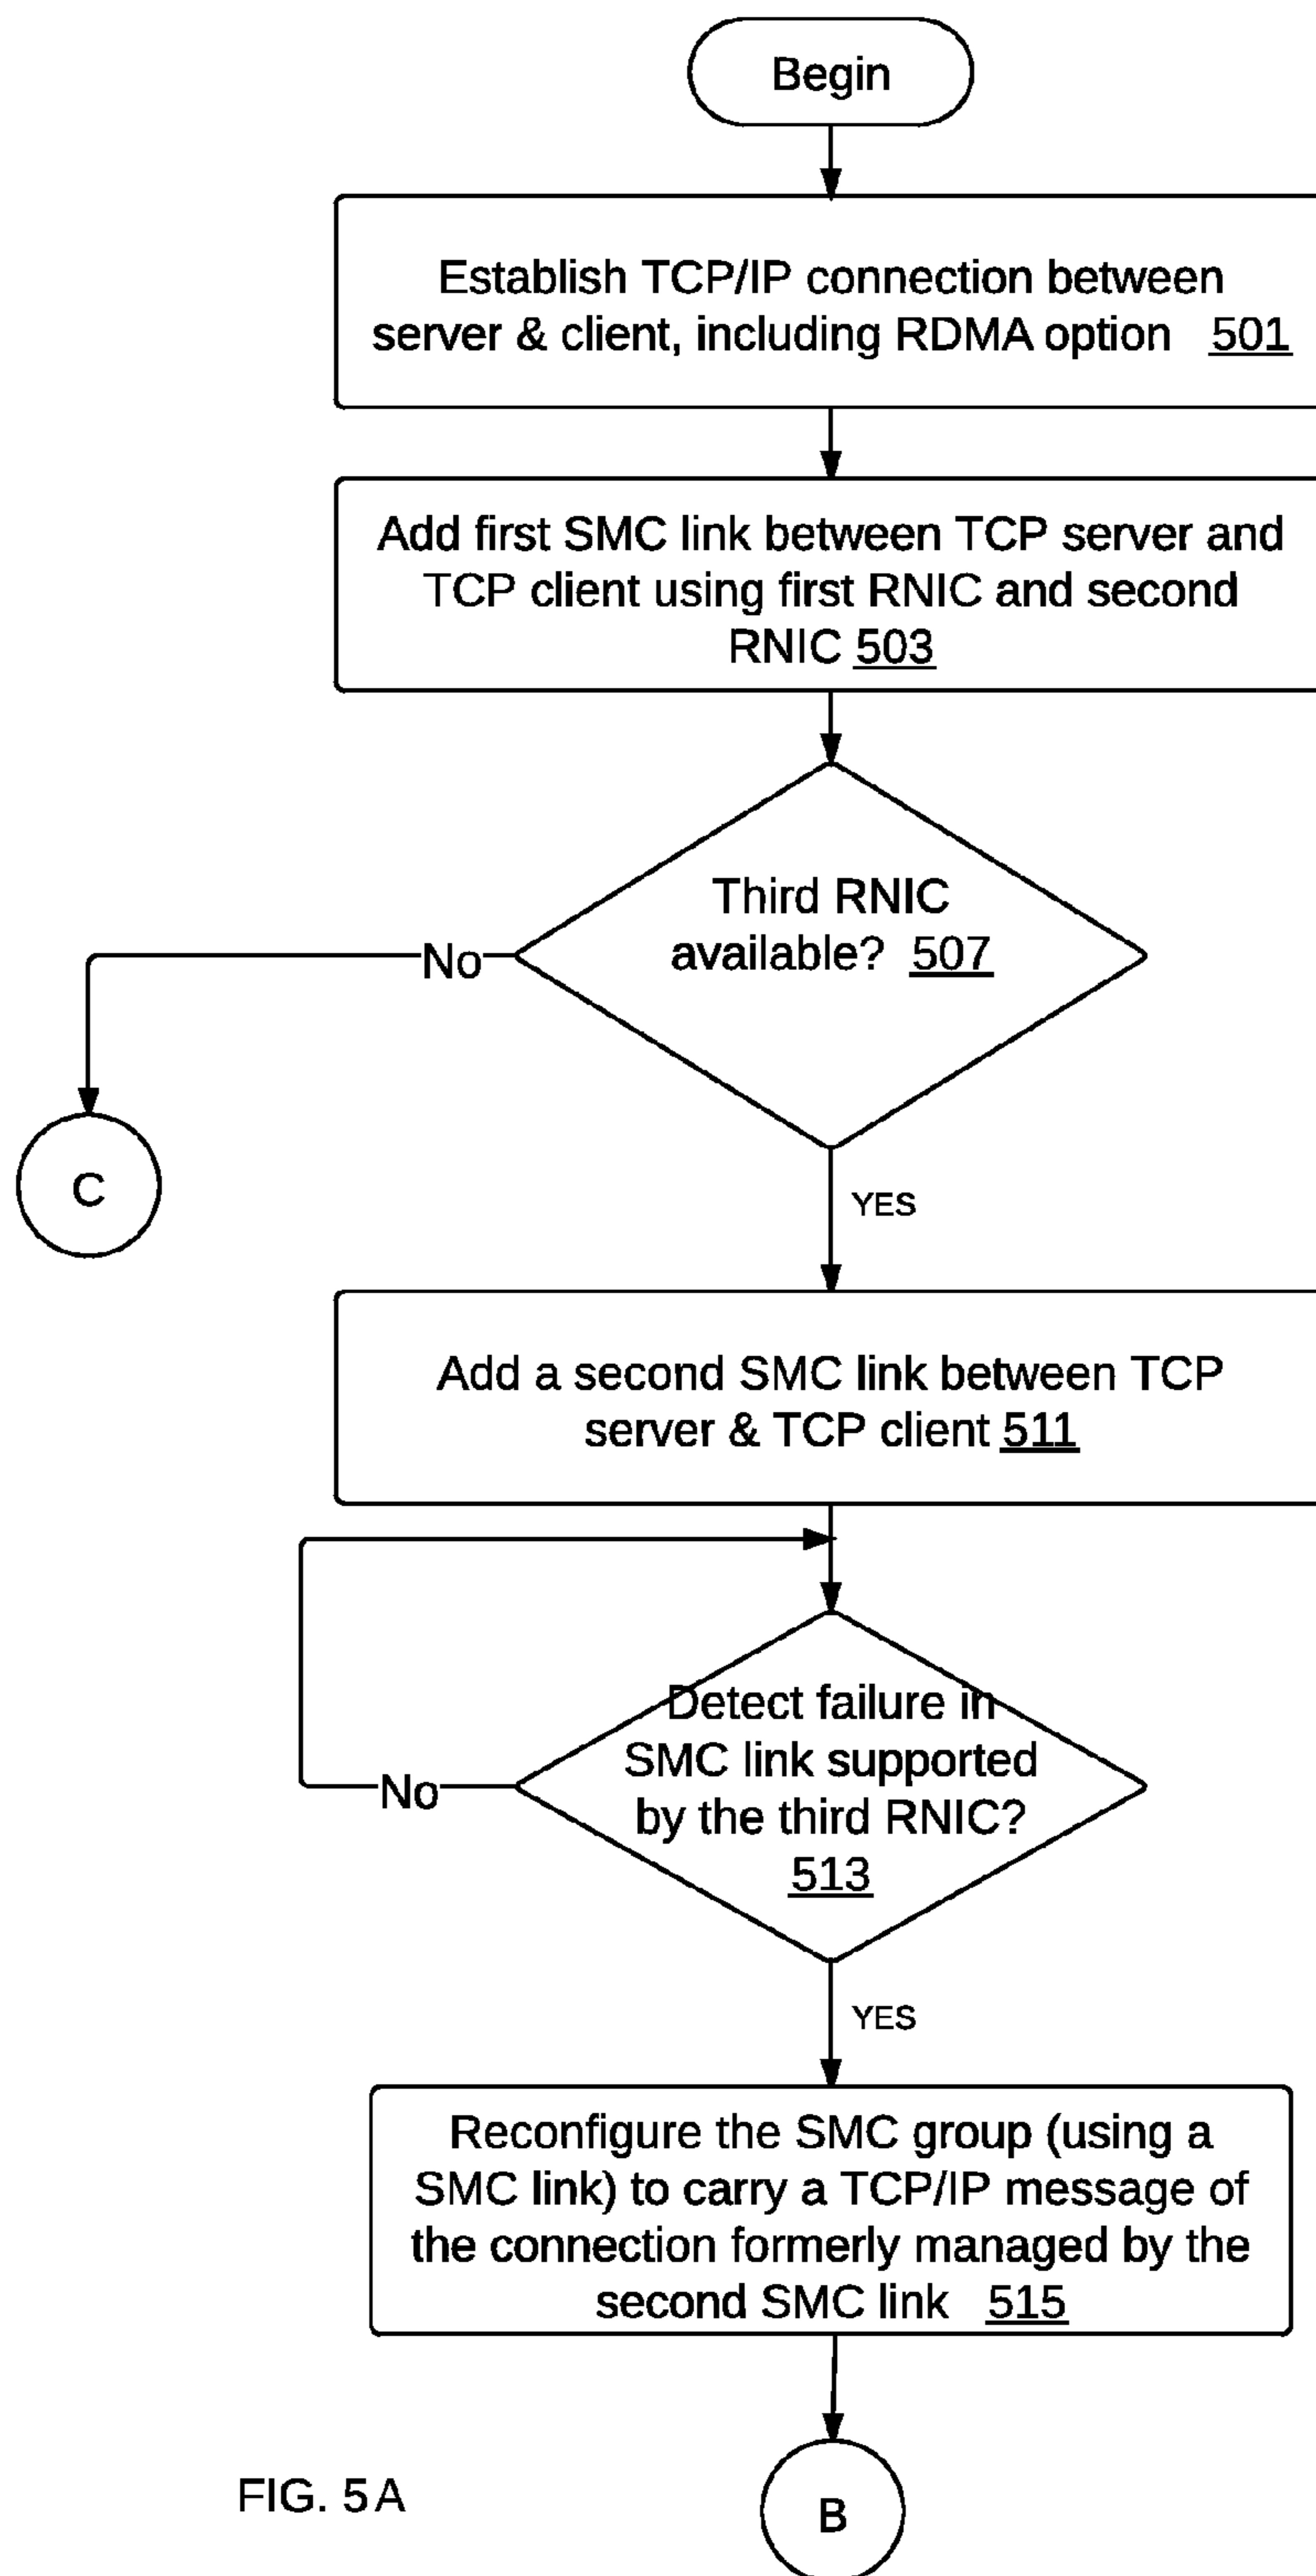 Begin
Establish TCP/IP connection between
server & client, including RDMA option 501
Add first SMC link between TCP server and
TCP client using first RNIC and second
RNIC 503
Third RNIC
available? 507
No
C
YES
Add a second SMC link between TCP
server & TCP client 511
Detect failure in
SMC link supported
by the third RNIC?
513
No
YES
Reconfigure the SMC group (using a
SMC link) to carry a TCP/IP message of
the connection formerly managed by the
second SMC link 515
B
FIG. 5A